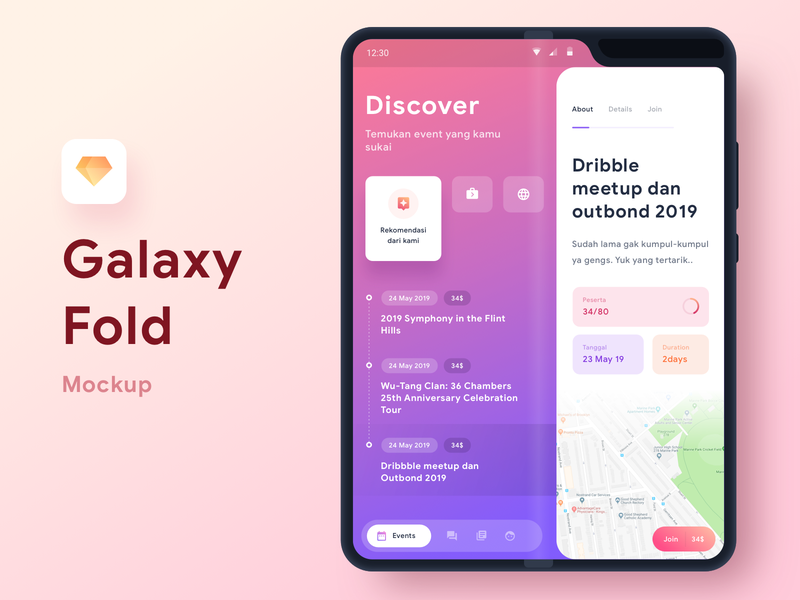 Galaxy
Fold
Mockup
12:30
Discover
Temukan event yang kamu
sukai
Rekomendasi
dari kami
24 May 2019
34$
2019 Symphony in the Flint
Hills
24 May 2019
34$
Wu-Tang Clan: 36 Chambers
25th Anniversary Celebration
Tour
24 May 2019
34$
Dribbble meetup dan
Outbond 2019
Events
About
Details
Join
Dribble
meetup dan
outbond 2019
Sudah lama gak kumpul-kumpul
ya gengs. Yuk yang tertarik..
Peserta
34/80
Tanggal
23 May 19
Duration
2days
Join
34$